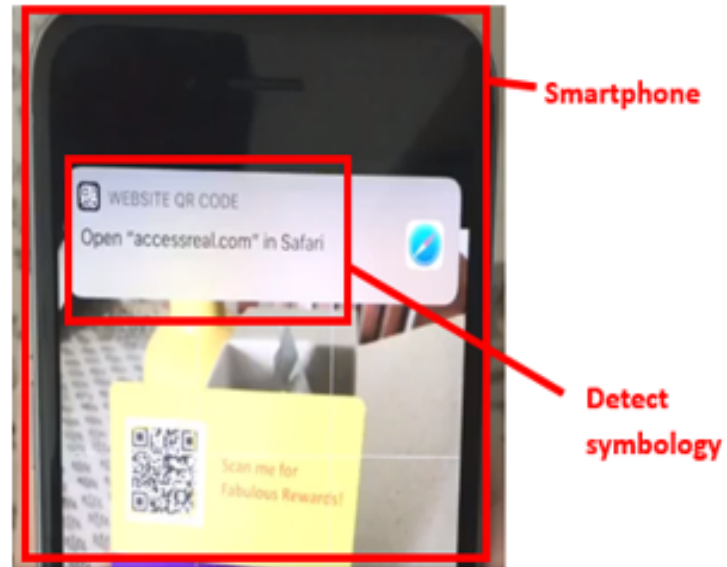 Smartphone
WEBSITE QR CODE
Open "accessreal.com" in Safari
Detect
symbology
Scan me for
Fabulous Rewards!